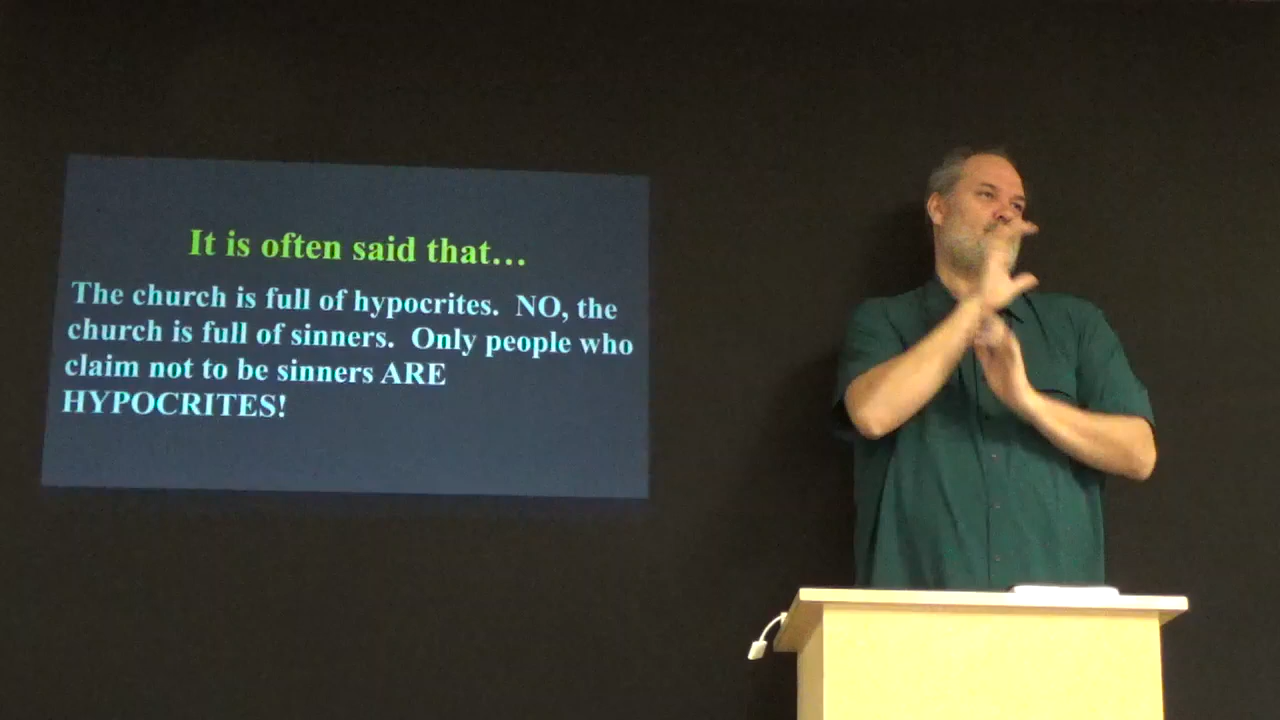 It is often said that…
The church is full of hypocrites.  NO, the
church is full of sinners.  Only people who
claim not to be sinners ARE
HYPOCRITES!